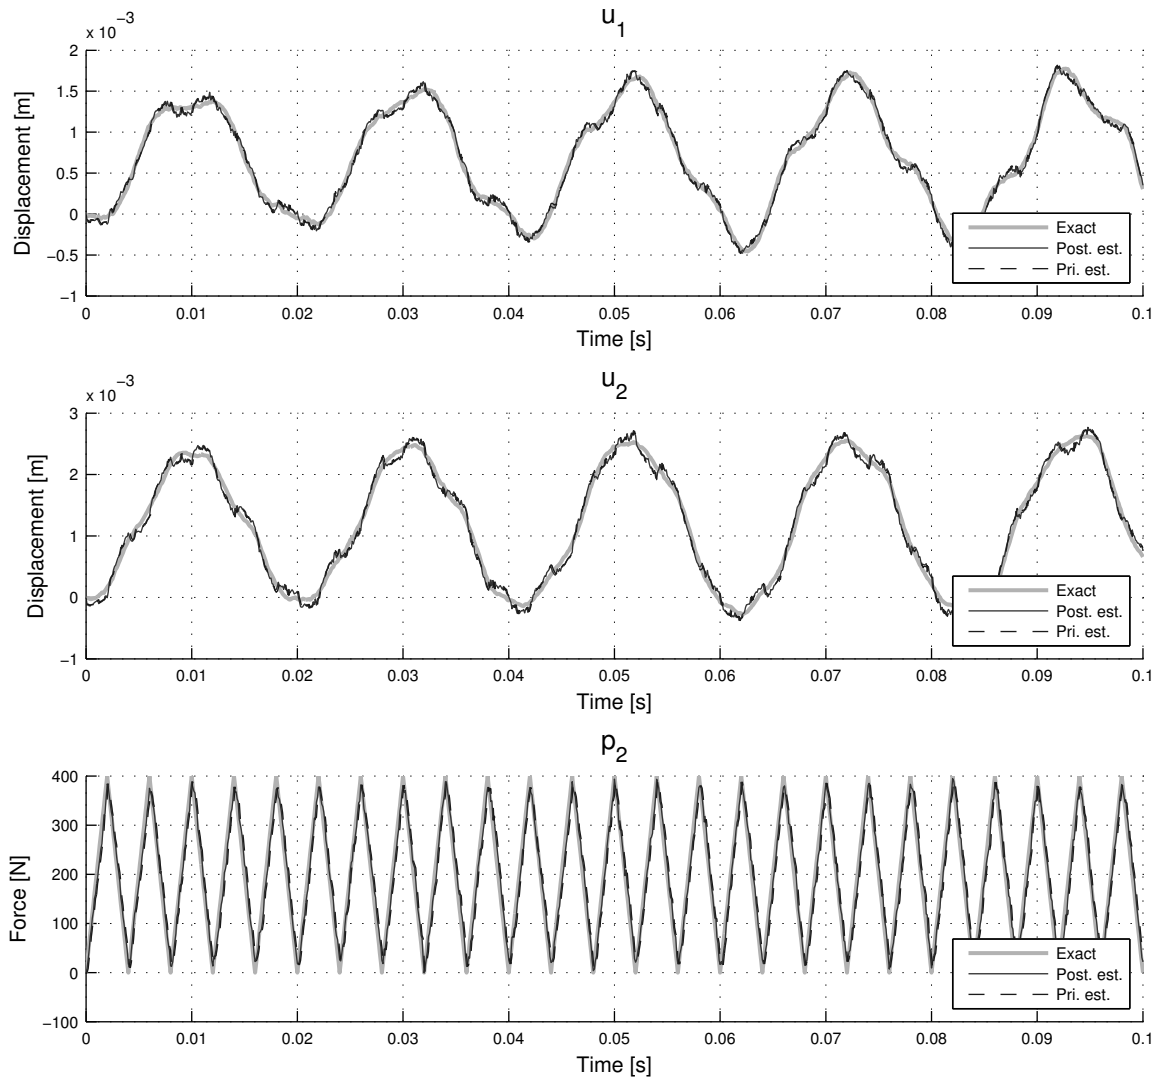 u1
x 10−3
Displacement [m]
2
1.5
1
0.5
0
−0.5
−1
0 0.01 0.02 0.03 0.04 0.05 0.06 0.07 0.08 0.09 0.1
Time [s]
Exact
Post. est.
Pri. est.
u2
x 10−3
Displacement [m]
3
2
1
0
−1
0 0.01 0.02 0.03 0.04 0.05 0.06 0.07 0.08 0.09 0.1
Time [s]
Exact
Post. est.
Pri. est.
p2
Force [N]
400
300
200
100
0
−100
0 0.01 0.02 0.03 0.04 0.05 0.06 0.07 0.08 0.09 0.1
Time [s]
Exact
Post. est.
Pri. est.